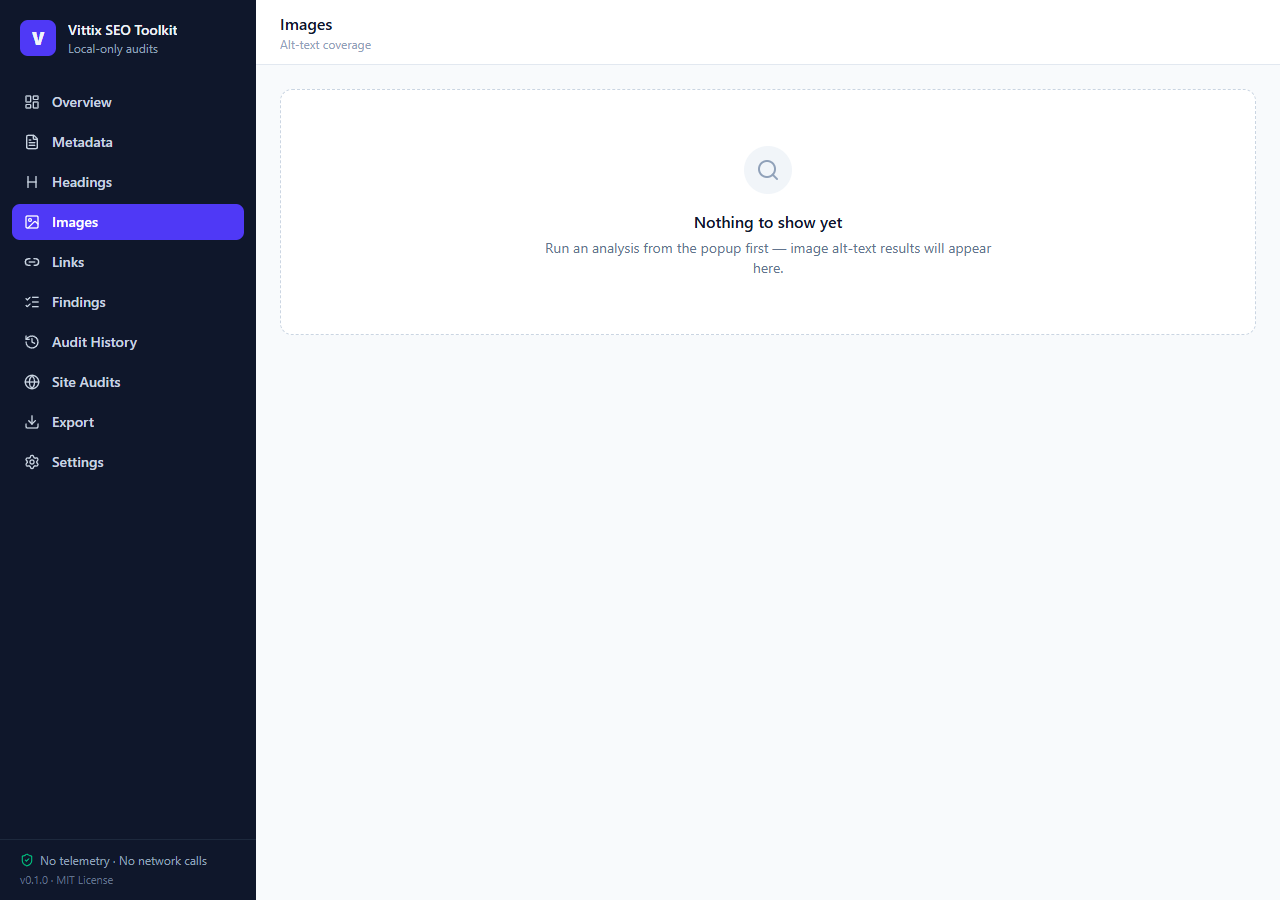 V
Vittix SEO Toolkit
Local-only audits
Overview
Metadata
Headings
Images
Links
Findings
Audit History
Site Audits
Export
Settings
No telemetry · No network calls
v0.1.0 · MIT License
Images
Alt-text coverage
Nothing to show yet
Run an analysis from the popup first — image alt-text results will appear
here.